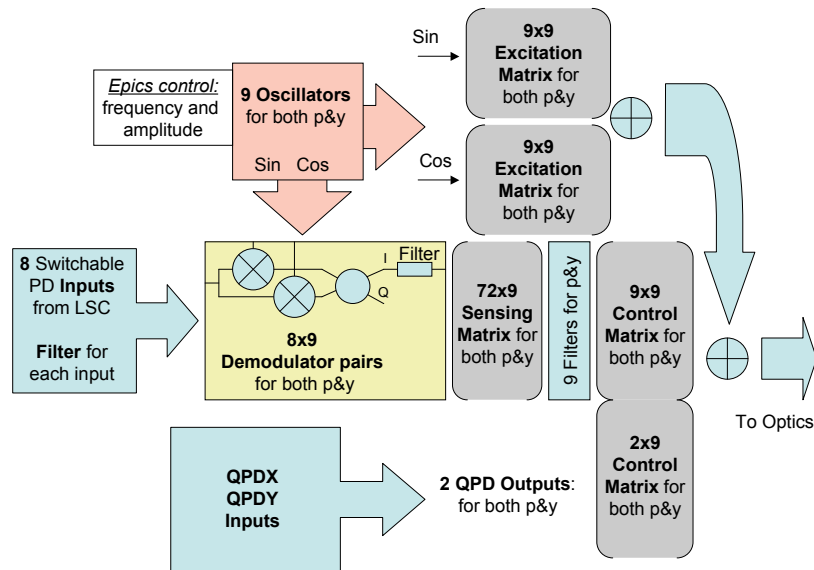 Epics control:
frequency and
amplitude
9 Oscillators
for both p&y
Sin Cos
Sin
9x9
Excitation
Matrix for
both p&y
Cos
9x9
Excitation
Matrix for
both p&y
8 Switchable
PD Inputs
from LSC
Filter for
each input
I
Filter
Q
8x9
Demodulator pairs
for both p&y
72x9
Sensing
Matrix for
both p&y
9 Filters for p&y
9x9
Control
Matrix for
both p&y
To Optics
QPDX
QPDY
Inputs
2 QPD Outputs:
for both p&y
2x9
Control
Matrix for
both p&y